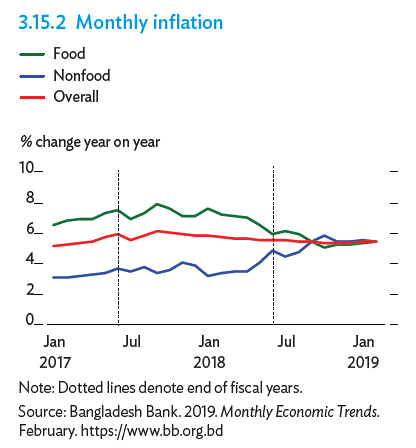 3.15.2 Monthly inflation
Food
Nonfood
Overall
% change year on year
10
8
6
4
2
0
Jan Jul Jan Jul Jan
2017 2018 2019
Note: Dotted lines denote end of fiscal years.
Source: Bangladesh Bank. 2019. Monthly Economic Trends.
February. https://www.bb.org.bd